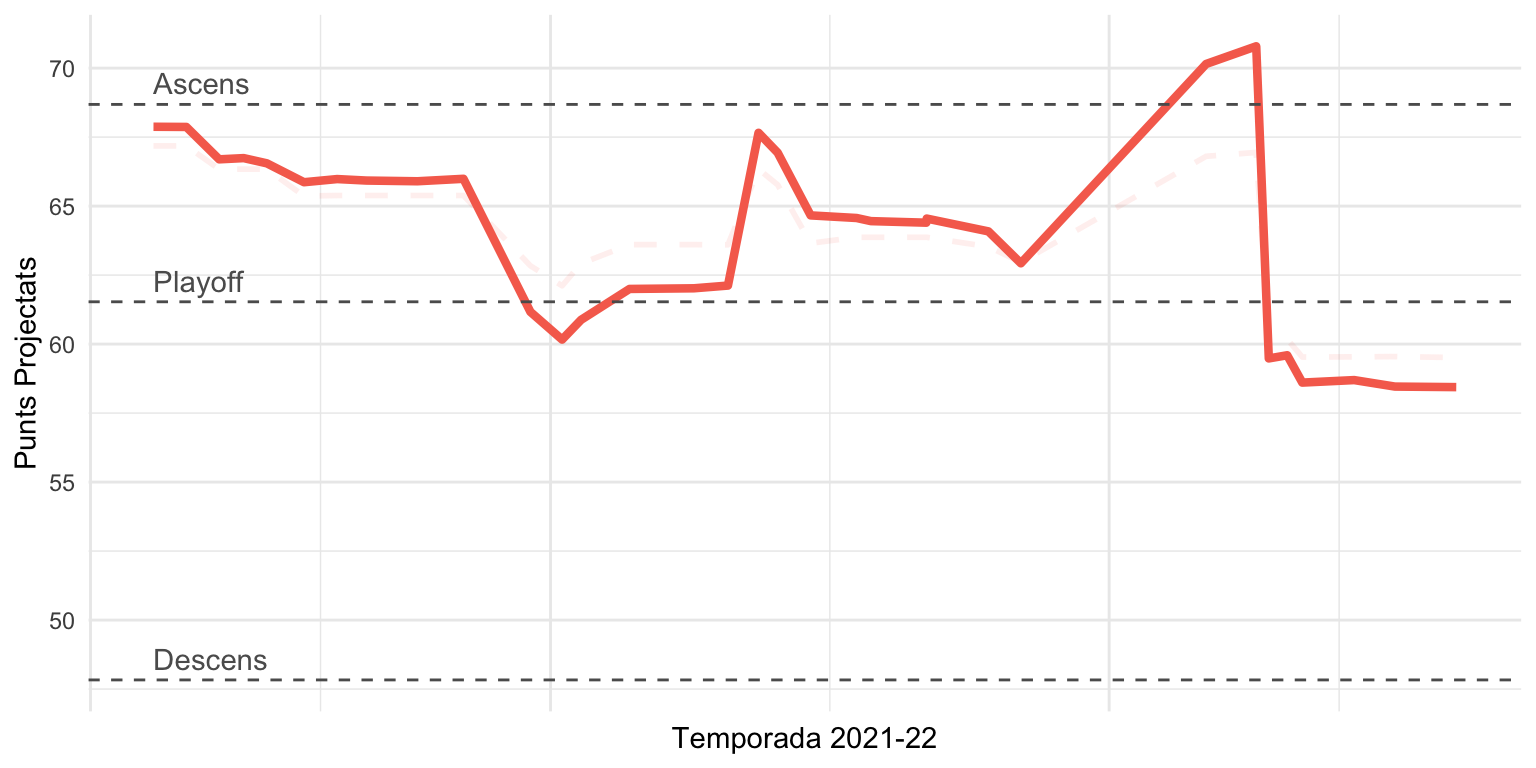 70
Ascens
65
Playoff
Punts Projectats
60
55
50
Descens
Temporada 2021-22